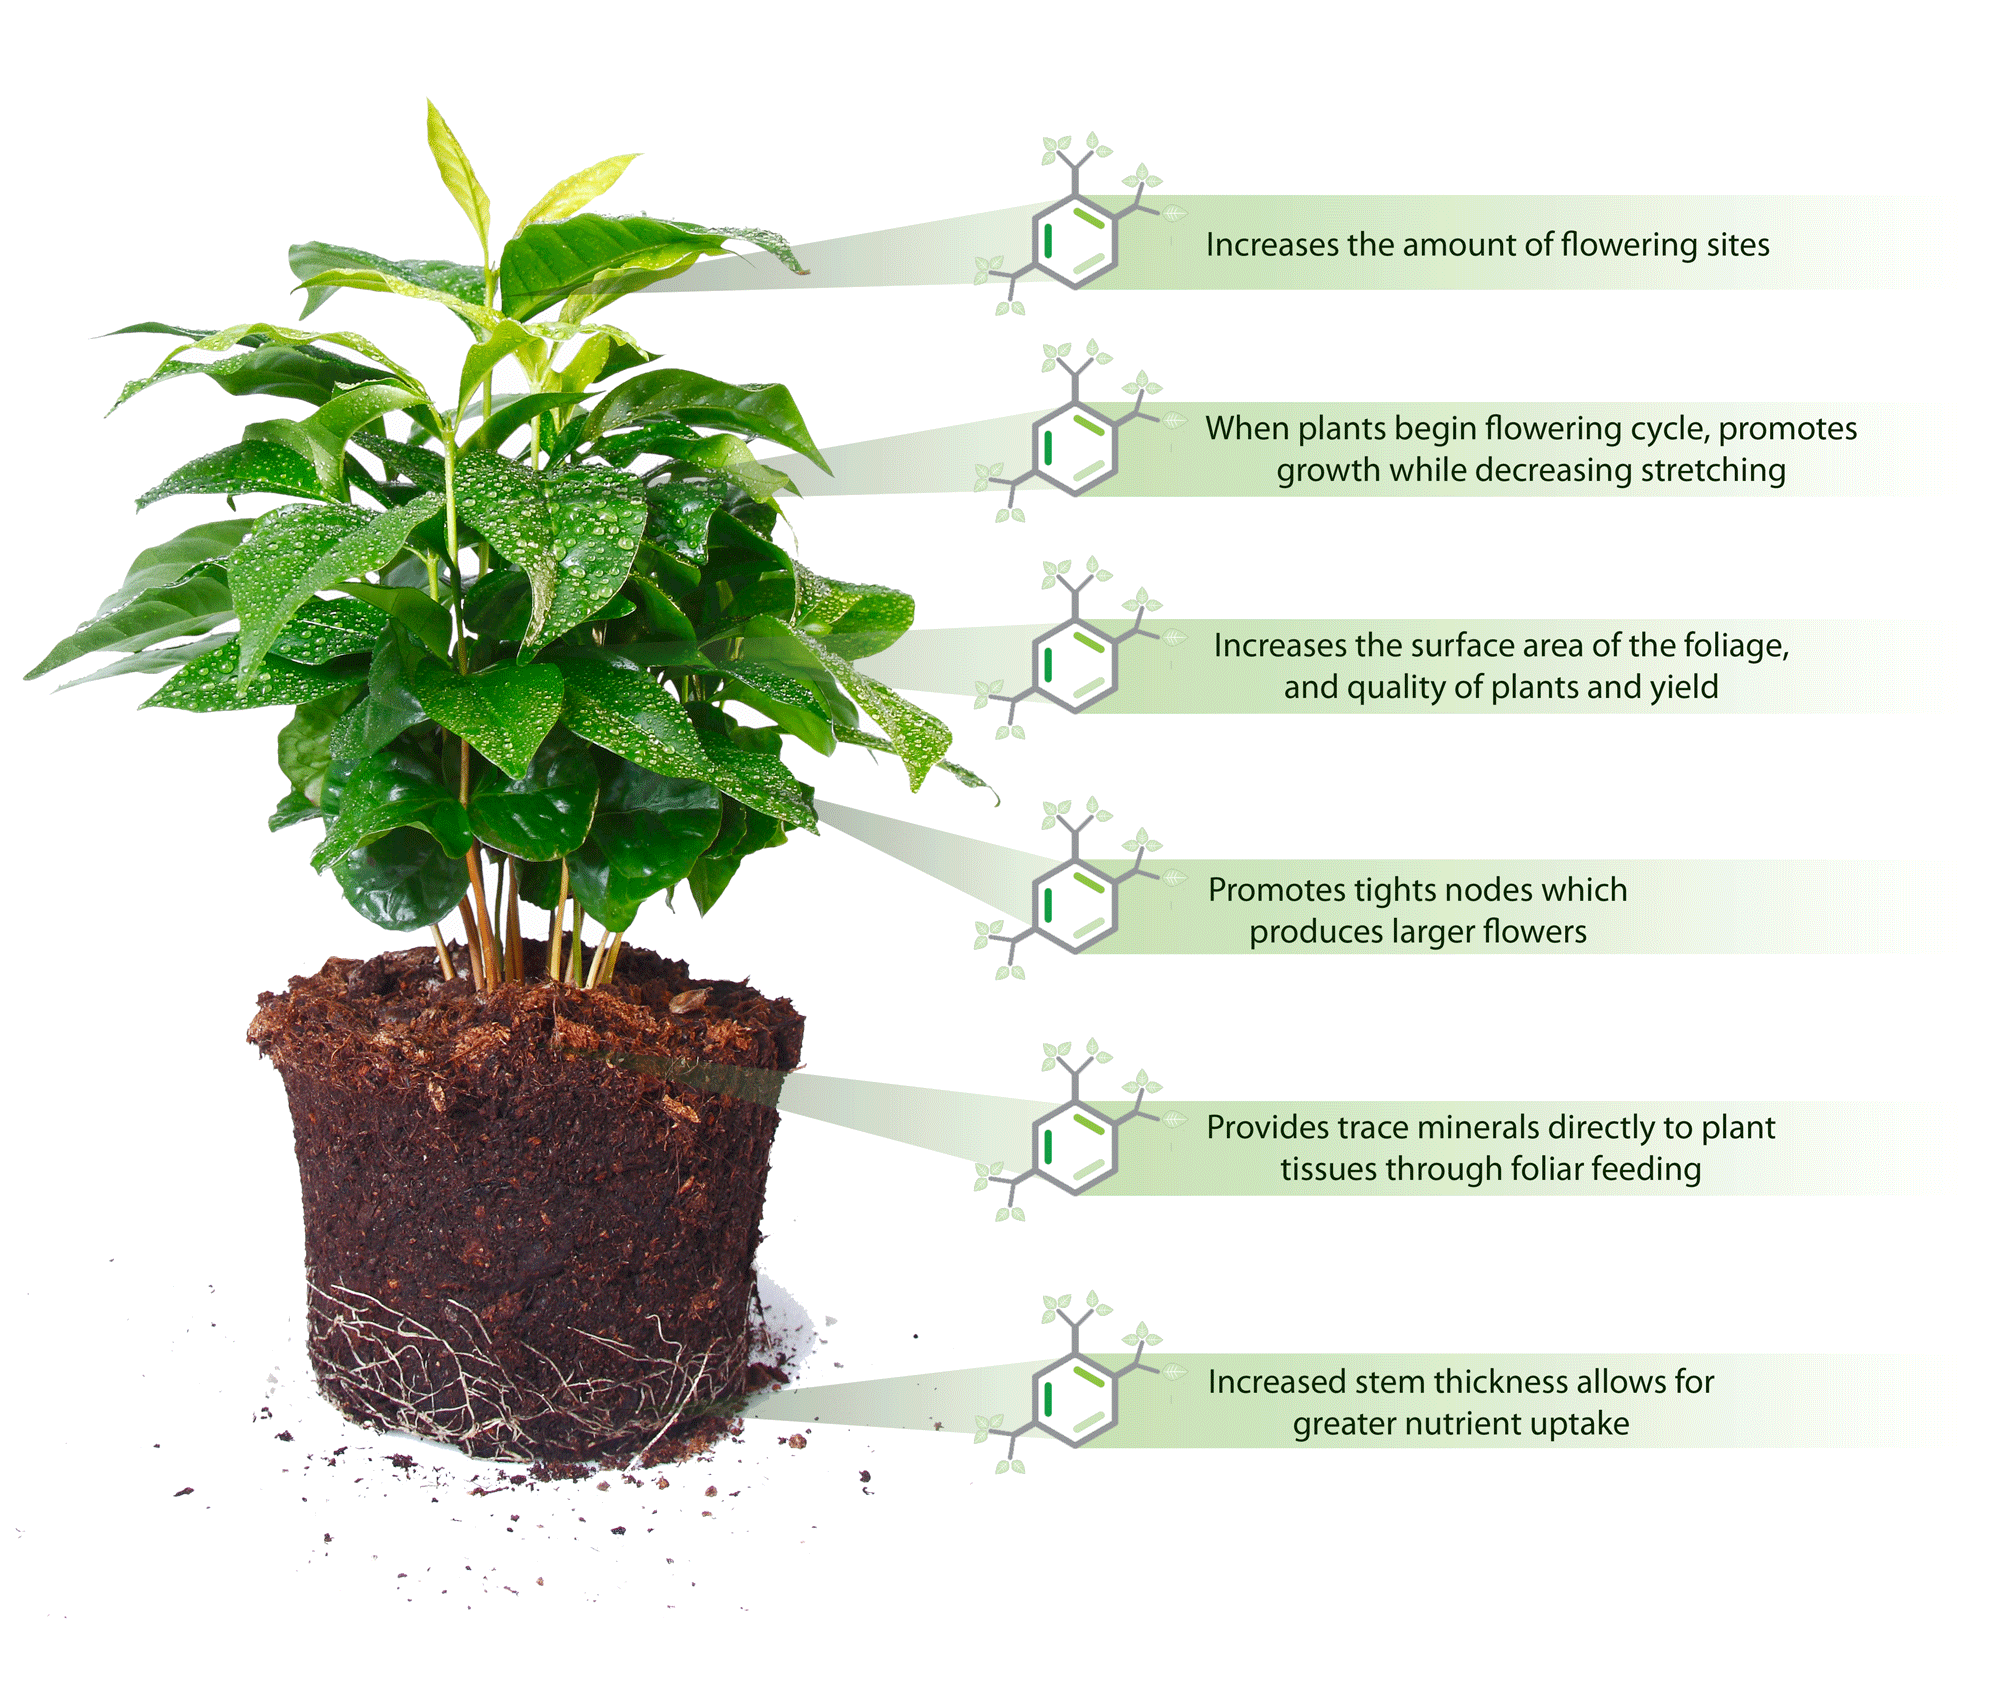 Increases the amount of flowering sites
When plants begin flowering cycle, promotes
growth while decreasing stretching
Increases the surface area of the foliage,
and quality of plants and yield
Promotes tights nodes which
produces larger flowers
Provides trace minerals directly to plant
tissues through foliar feeding
Increased stem thickness allows for
greater nutrient uptake